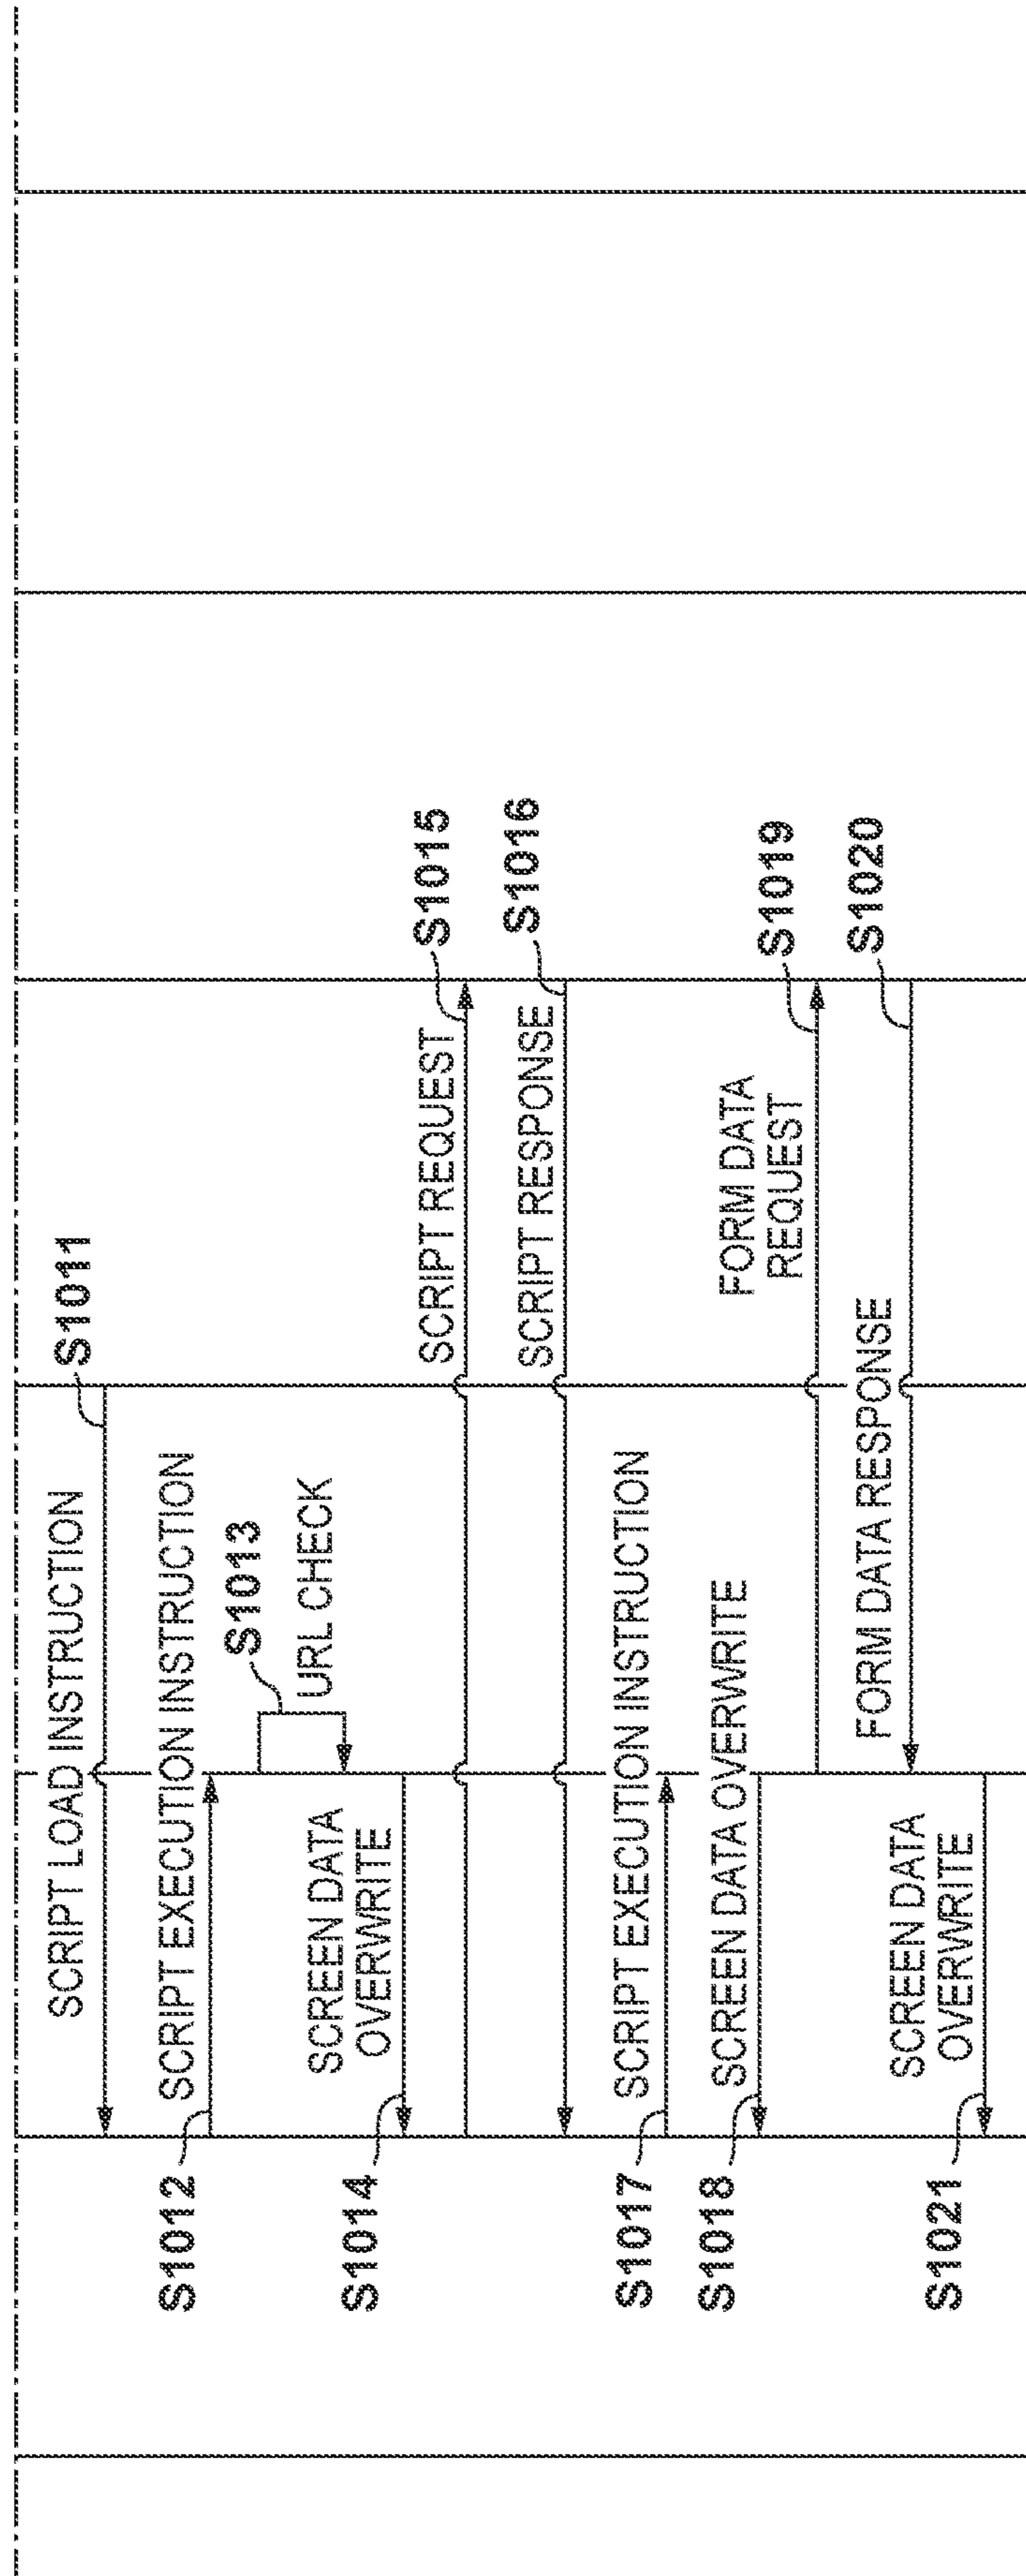 SCRIPT LOAD INSTRUCTION
S1011
SCRIPT EXECUTION INSTRUCTION
S1012
S1013
URL CHECK
SCREEN DATA
OVERWRITE
S1014
SCRIPT REQUEST
S1015
SCRIPT RESPONSE
S1016
SCRIPT EXECUTION INSTRUCTION
S1017
SCREEN DATA OVERWRITE
S1018
FORM DATA
REQUEST
S1019
FORM DATA RESPONSE
S1020
SCREEN DATA
OVERWRITE
S1021